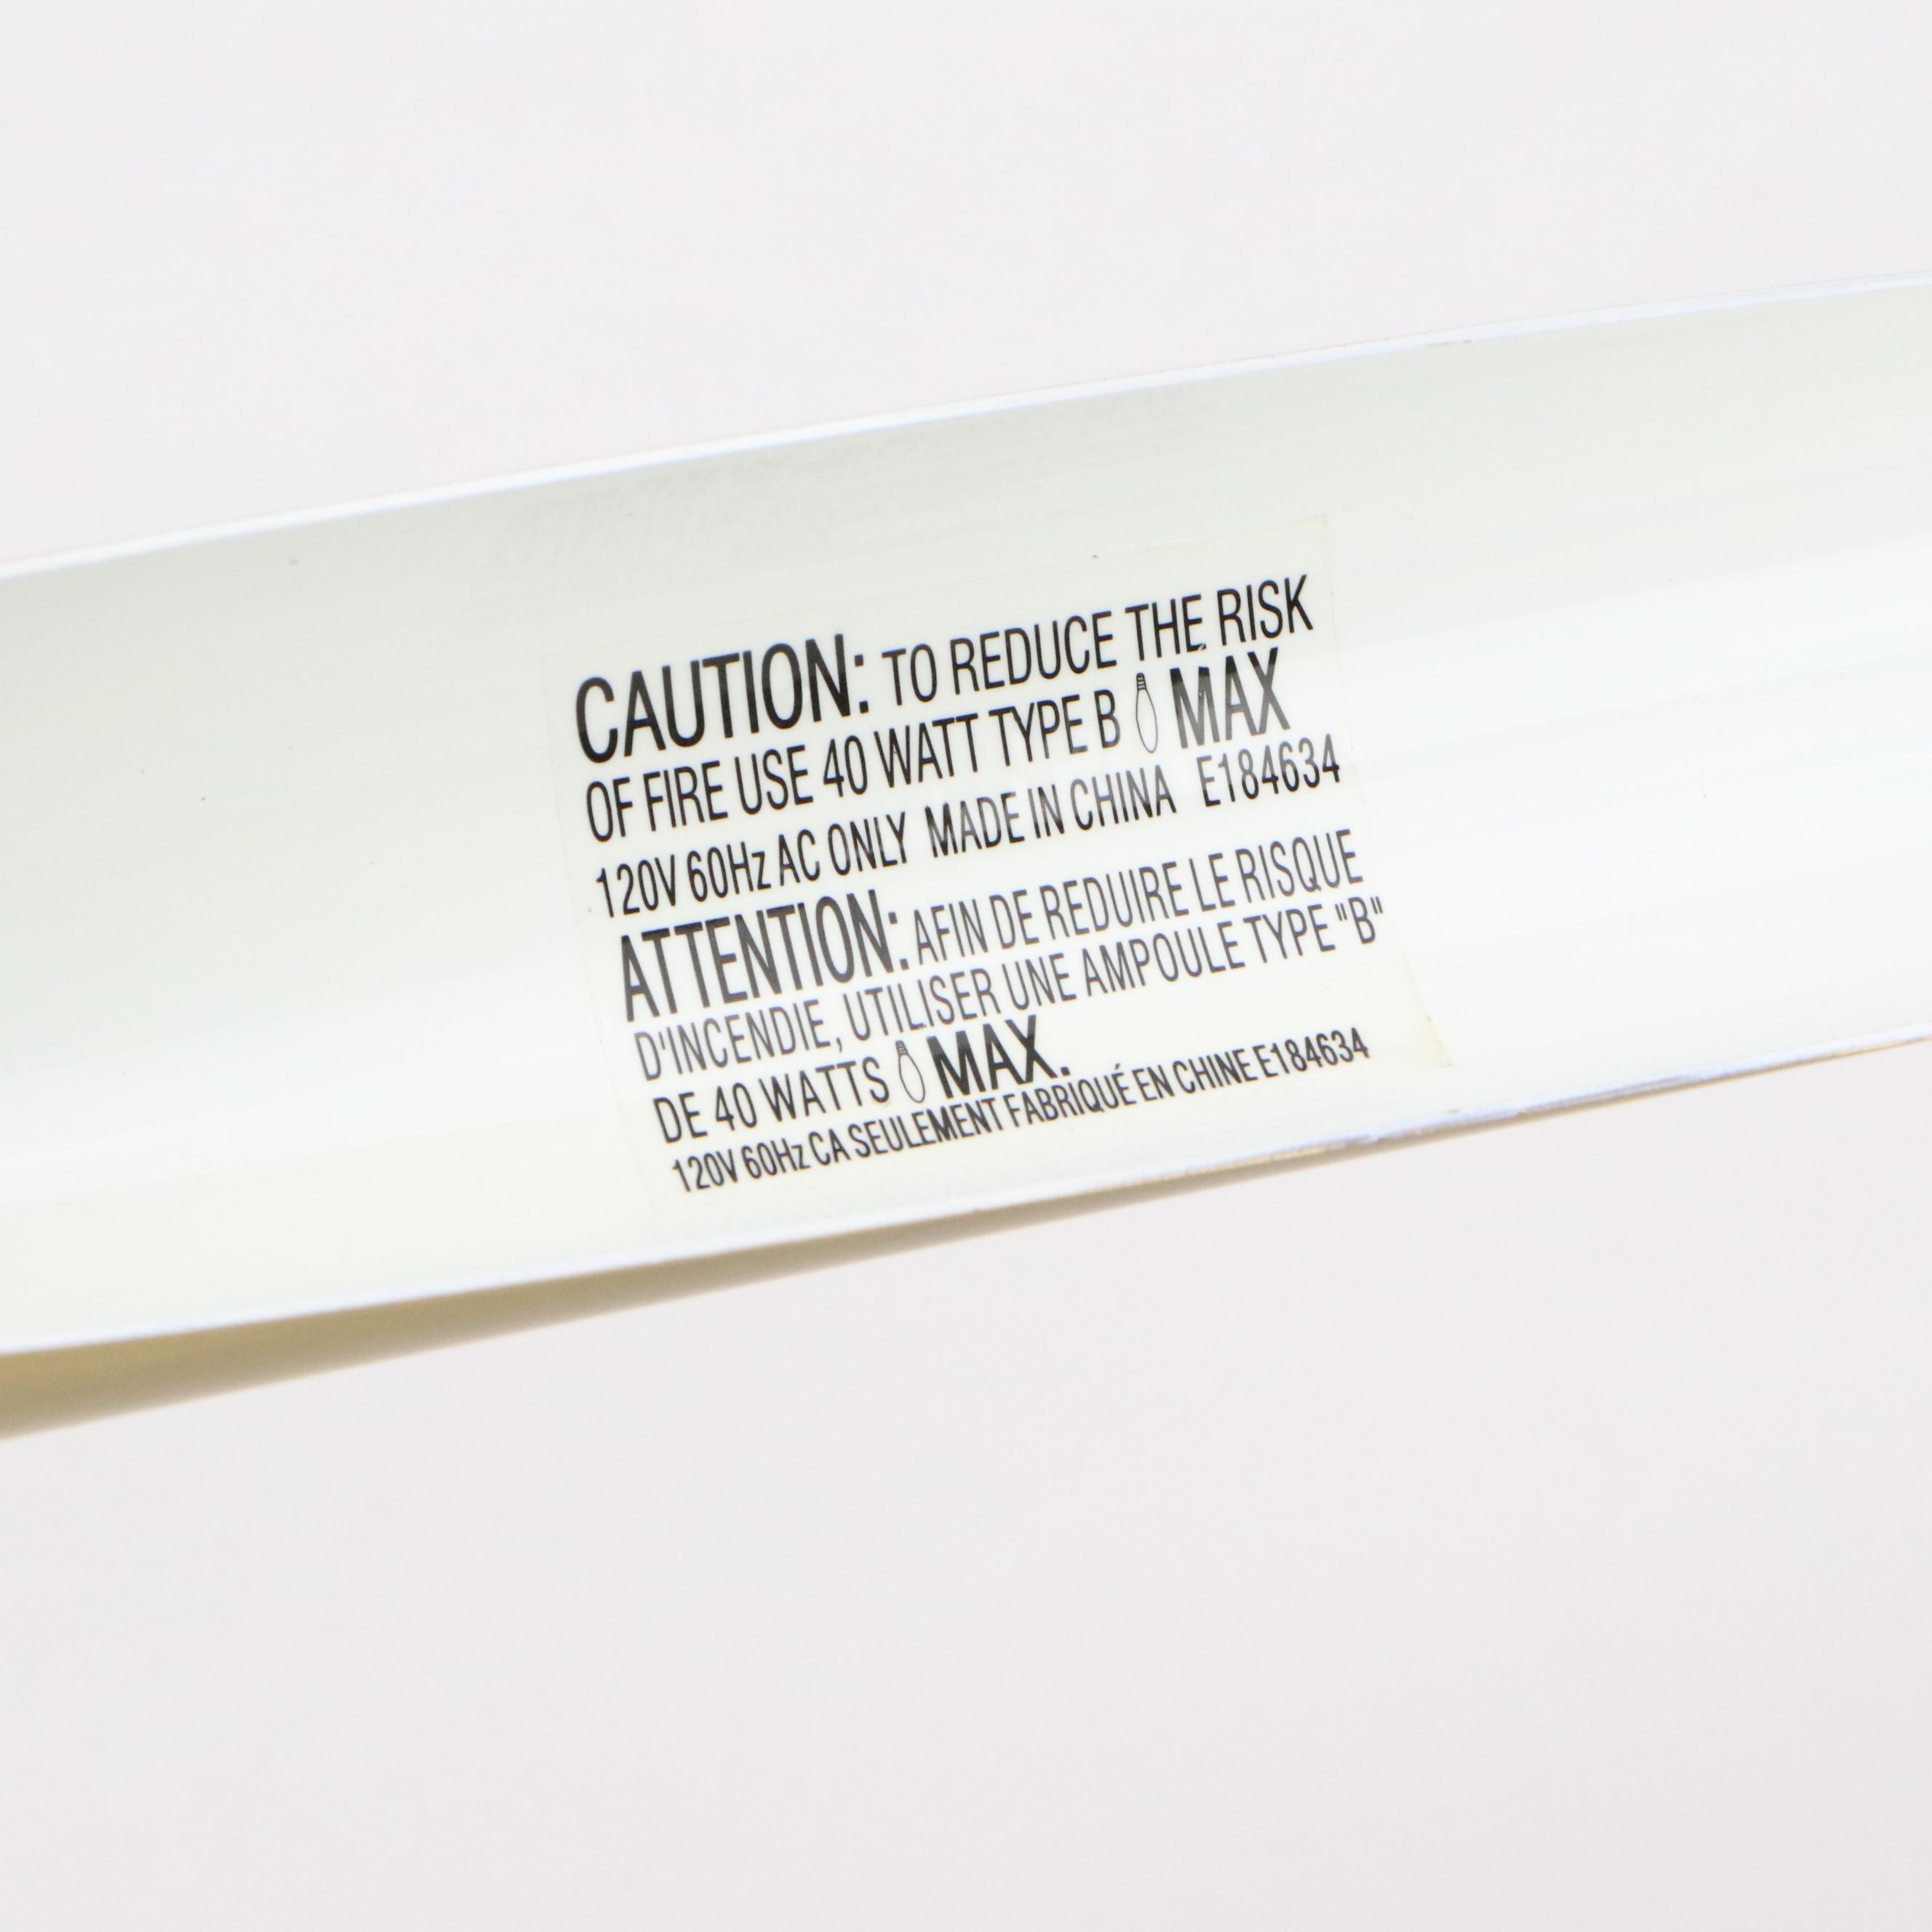 CAUTION: TO REDUCE THE RISK
OF FIRE USE 40 WATT TYPE B MAX
120V 60Hz AC ONLY MADE IN CHINA E184634
ATTENTION: AFIN DE REDUIRE LE RISQUE
D'INCENDIE, UTILISER UNE AMPOULE TYPE "B"
DE 40 WATTS MAX.
120V 60Hz CA SEULEMENT FABRIQUÉ EN CHINE E184634